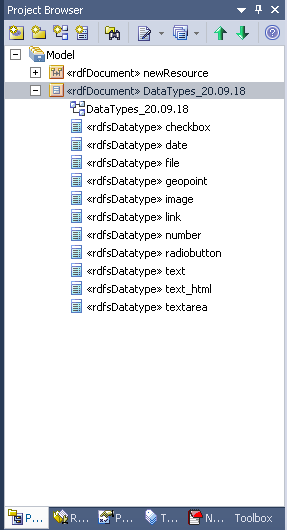 Project Browser
Model
«rdfDocument» newResource
«rdfDocument» DataTypes_20.09.18
DataTypes_20.09.18
«rdfsDatatype» checkbox
«rdfsDatatype» date
«rdfsDatatype» file
«rdfsDatatype» geopoint
«rdfsDatatype» image
«rdfsDatatype» link
«rdfsDatatype» number
«rdfsDatatype» radiobutton
«rdfsDatatype» text
«rdfsDatatype» text_html
«rdfsDatatype» textarea
P... R... P... T... N... Toolbox